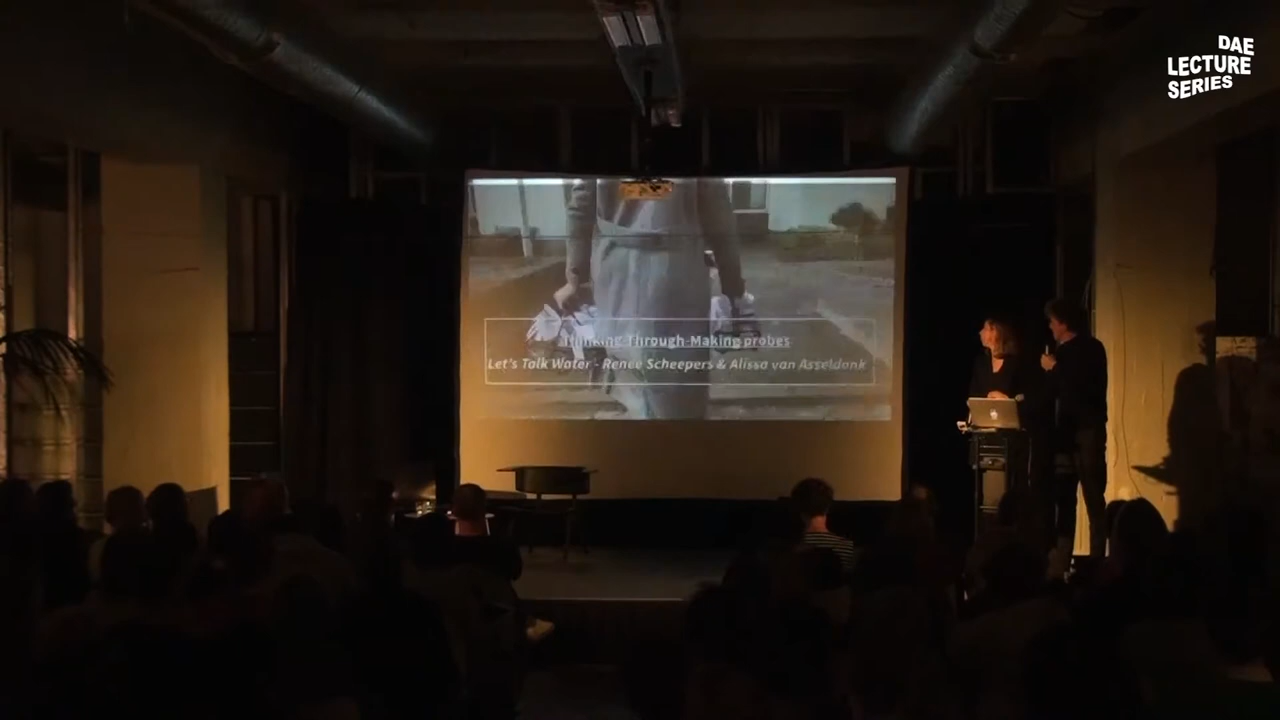 DAE
LECTURE
SERIES
Thinking Through-Making probes
Let's Talk Water - Renee Scheepers & Alissa van Asseldonk